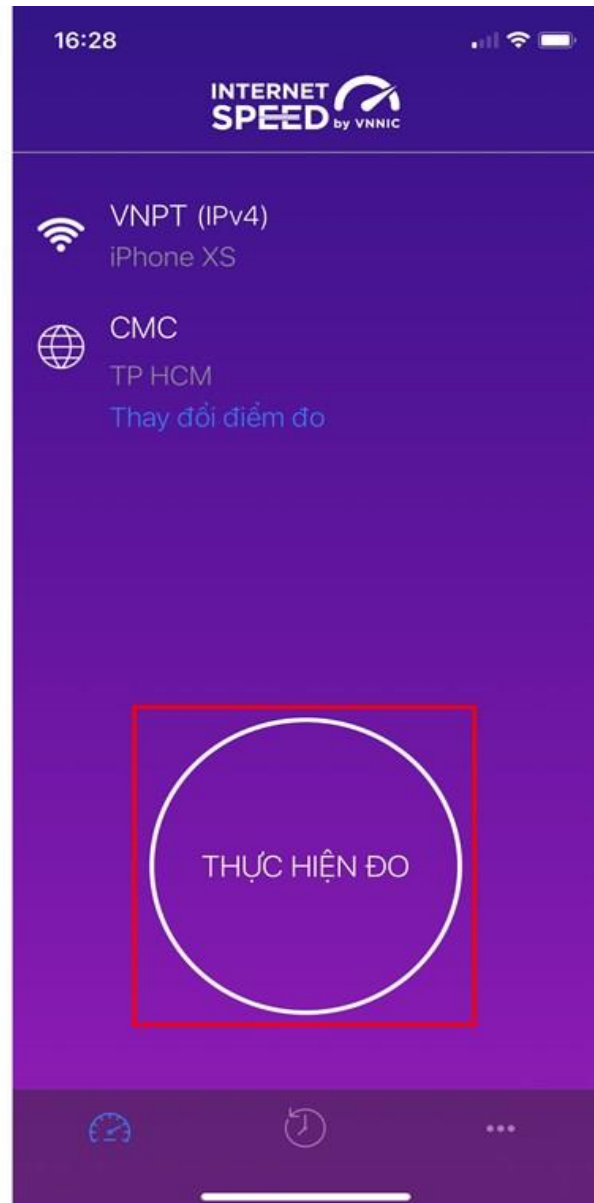 16:28
INTERNET
SPEED by VNNIC
VNPT (IPv4)
iPhone XS
CMC
TP HCM
Thay đổi điểm đo
THỰC HIỆN ĐO